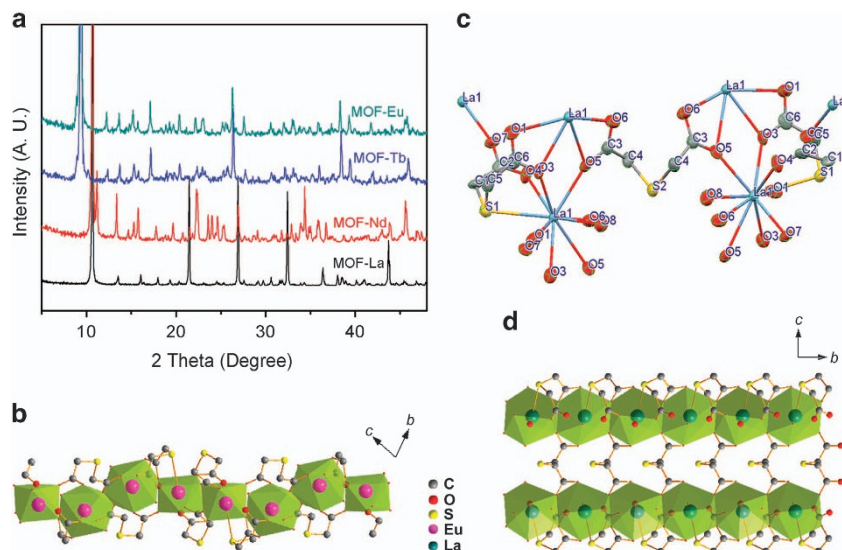 a
Intensity (A. U.)
MOF-Eu
MOF-Tb
MOF-Nd
MOF-La
10 20 30 40
2 Theta (Degree)
b
c
b
C
O
S
Eu
La
c
La1
La1
O1
O6
C6
La1
La1
O6
O7
O1
C3
O3
C5
C2
C6
C3
O5
C2
C2
O3
O5
C4
C4
O4
C1
C5
O4
S2
O8
La1
O1
S1
S1
La1
O6
O8
O6
O1
O7
O5
O3
O7
O3
O5
d
c
b